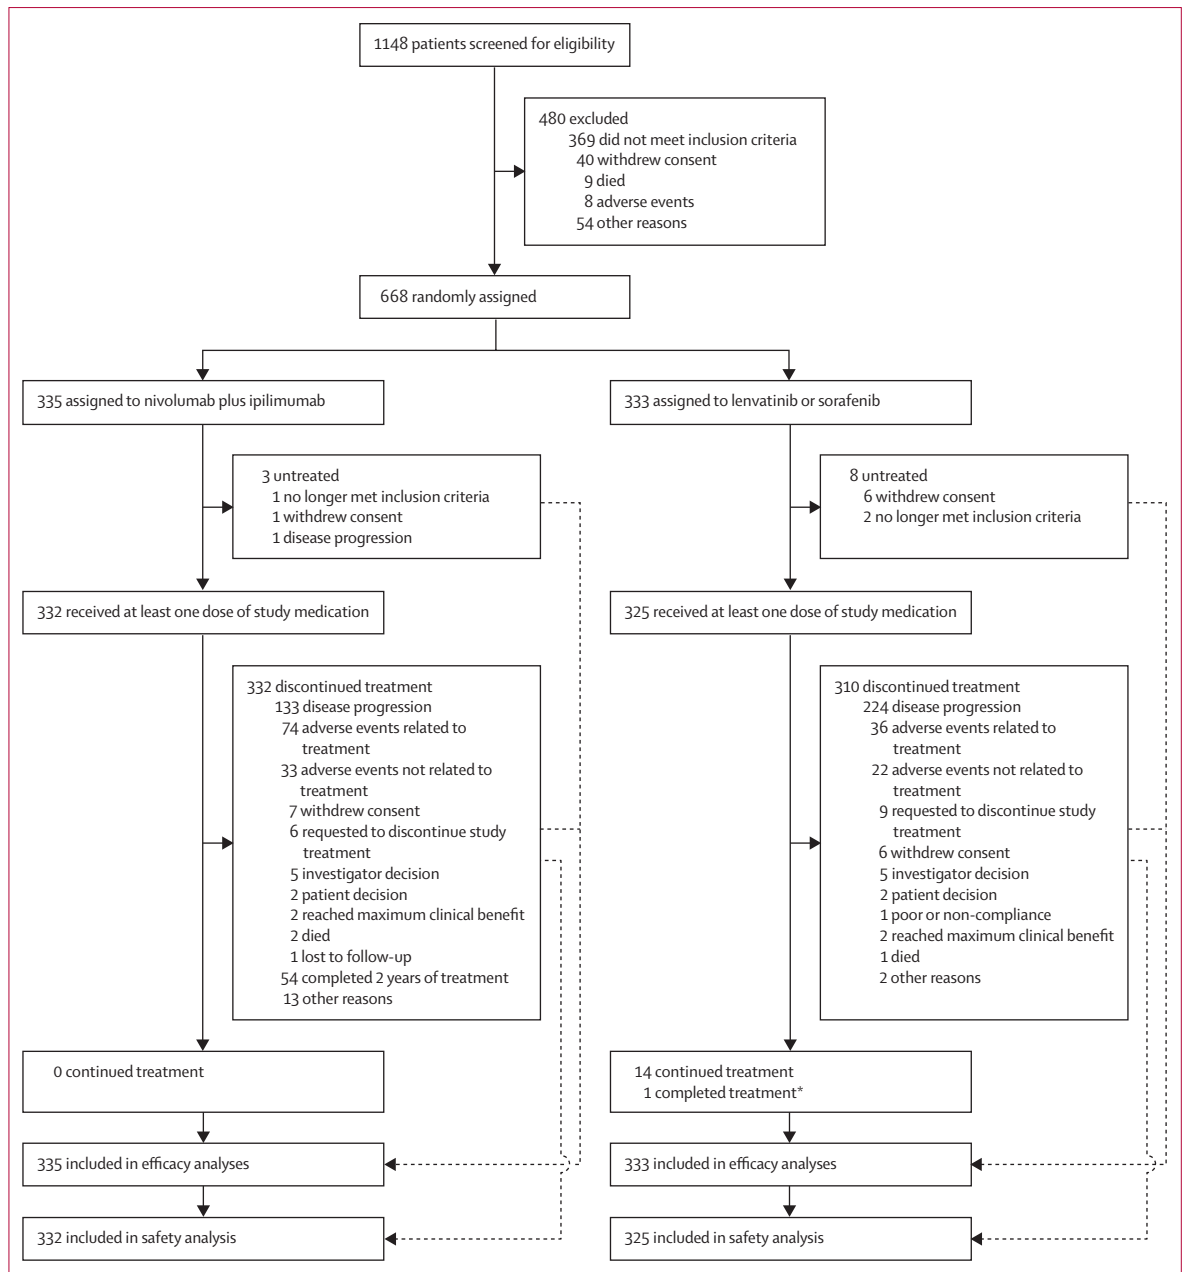 1148 patients screened for eligibility
480 excluded
369 did not meet inclusion criteria
40 withdrew consent
9 died
8 adverse events
54 other reasons
668 randomly assigned
335 assigned to nivolumab plus ipilimumab
333 assigned to lenvatinib or sorafenib
3 untreated
1 no longer met inclusion criteria
1 withdrew consent
1 disease progression
8 untreated
6 withdrew consent
2 no longer met inclusion criteria
332 received at least one dose of study medication
325 received at least one dose of study medication
332 discontinued treatment
133 disease progression
74 adverse events related to
treatment
33 adverse events not related to
treatment
7 withdrew consent
6 requested to discontinue study
treatment
5 investigator decision
2 patient decision
2 reached maximum clinical benefit
2 died
1 lost to follow-up
54 completed 2 years of treatment
13 other reasons
310 discontinued treatment
224 disease progression
36 adverse events related to
treatment
22 adverse events not related to
treatment
9 requested to discontinue study
treatment
6 withdrew consent
5 investigator decision
2 patient decision
1 poor or non-compliance
2 reached maximum clinical benefit
1 died
2 other reasons
0 continued treatment
14 continued treatment
1 completed treatment*
335 included in efficacy analyses
333 included in efficacy analyses
332 included in safety analysis
325 included in safety analysis